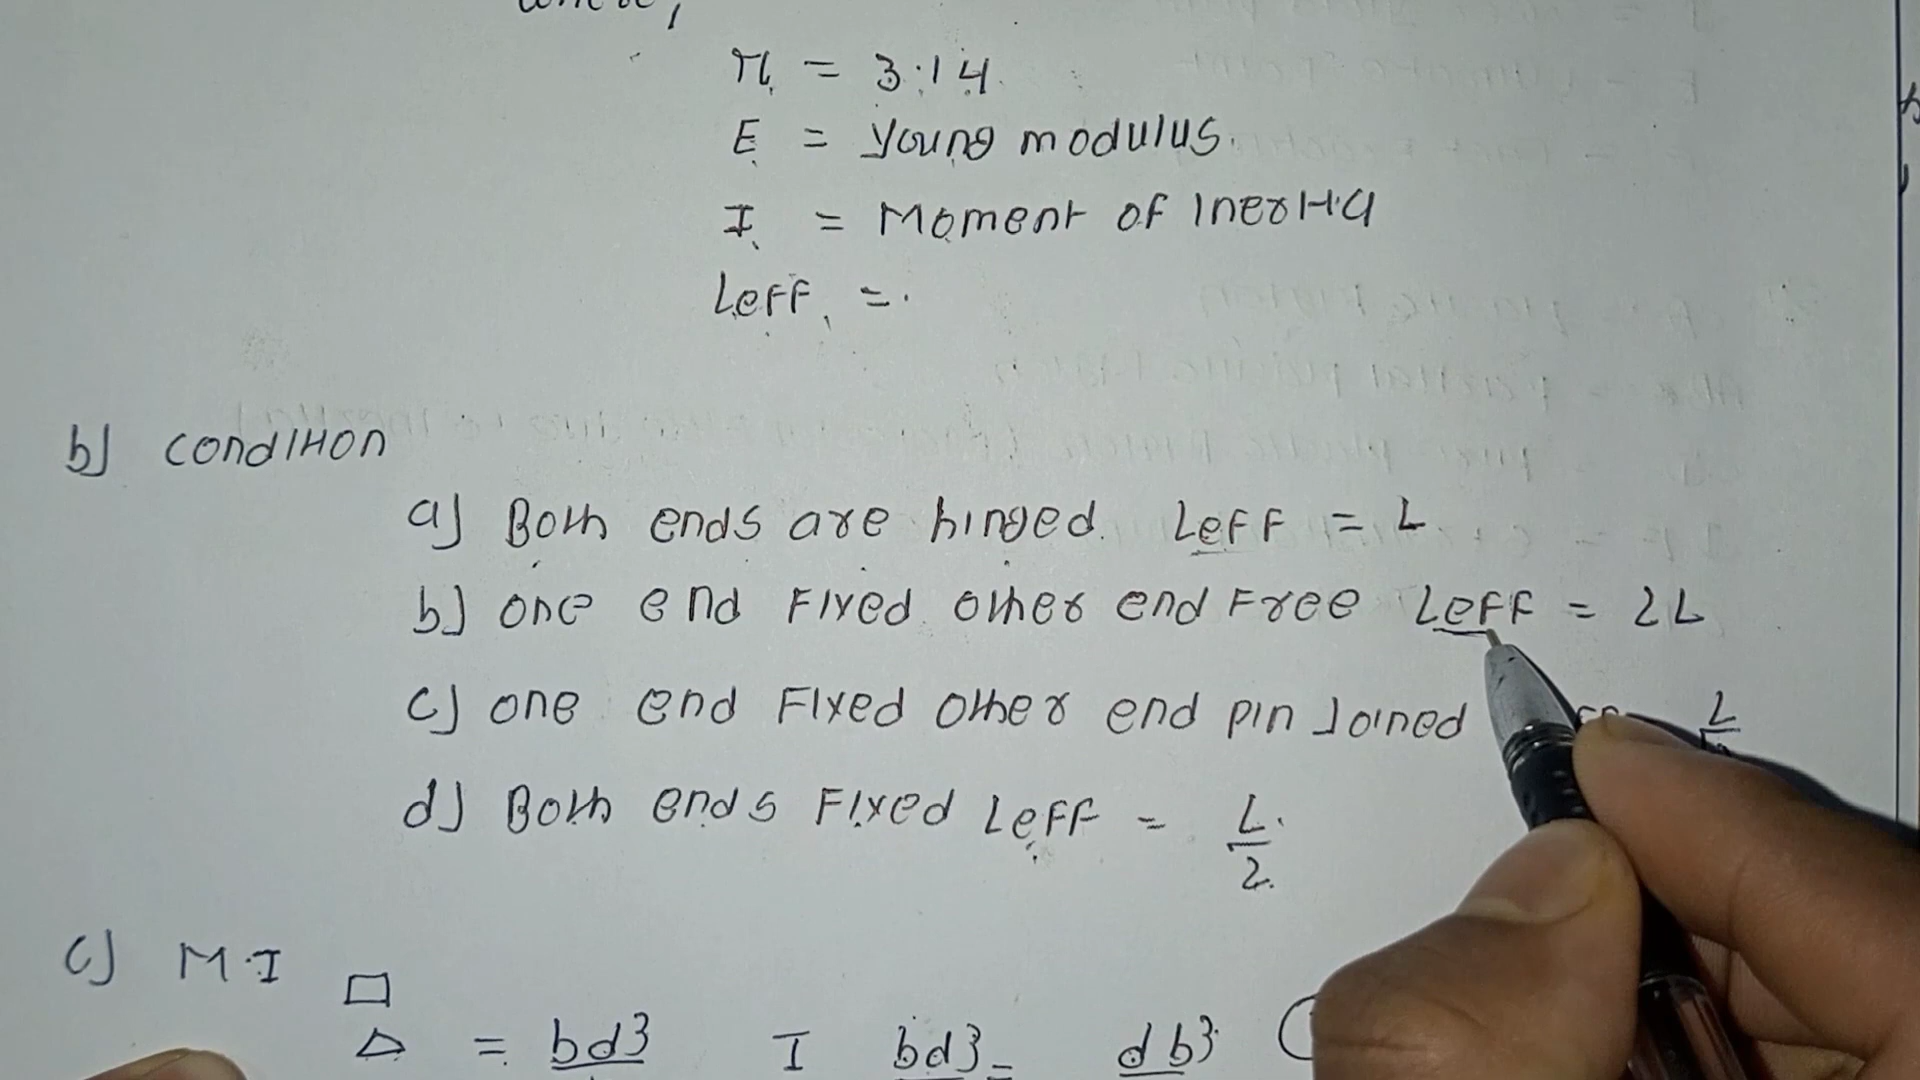 π = 3.14
E = Young modulus.
I = Moment of Inertia
Leff =
b) condition
a) Both ends are hinged. Leff = L
b) one end Fixed other end Free Leff = 2L
c) one end Fixed other end pin Joined L
d) Both ends Fixed Leff = L/2
c) M.I
= bd3 I bd3 = db3